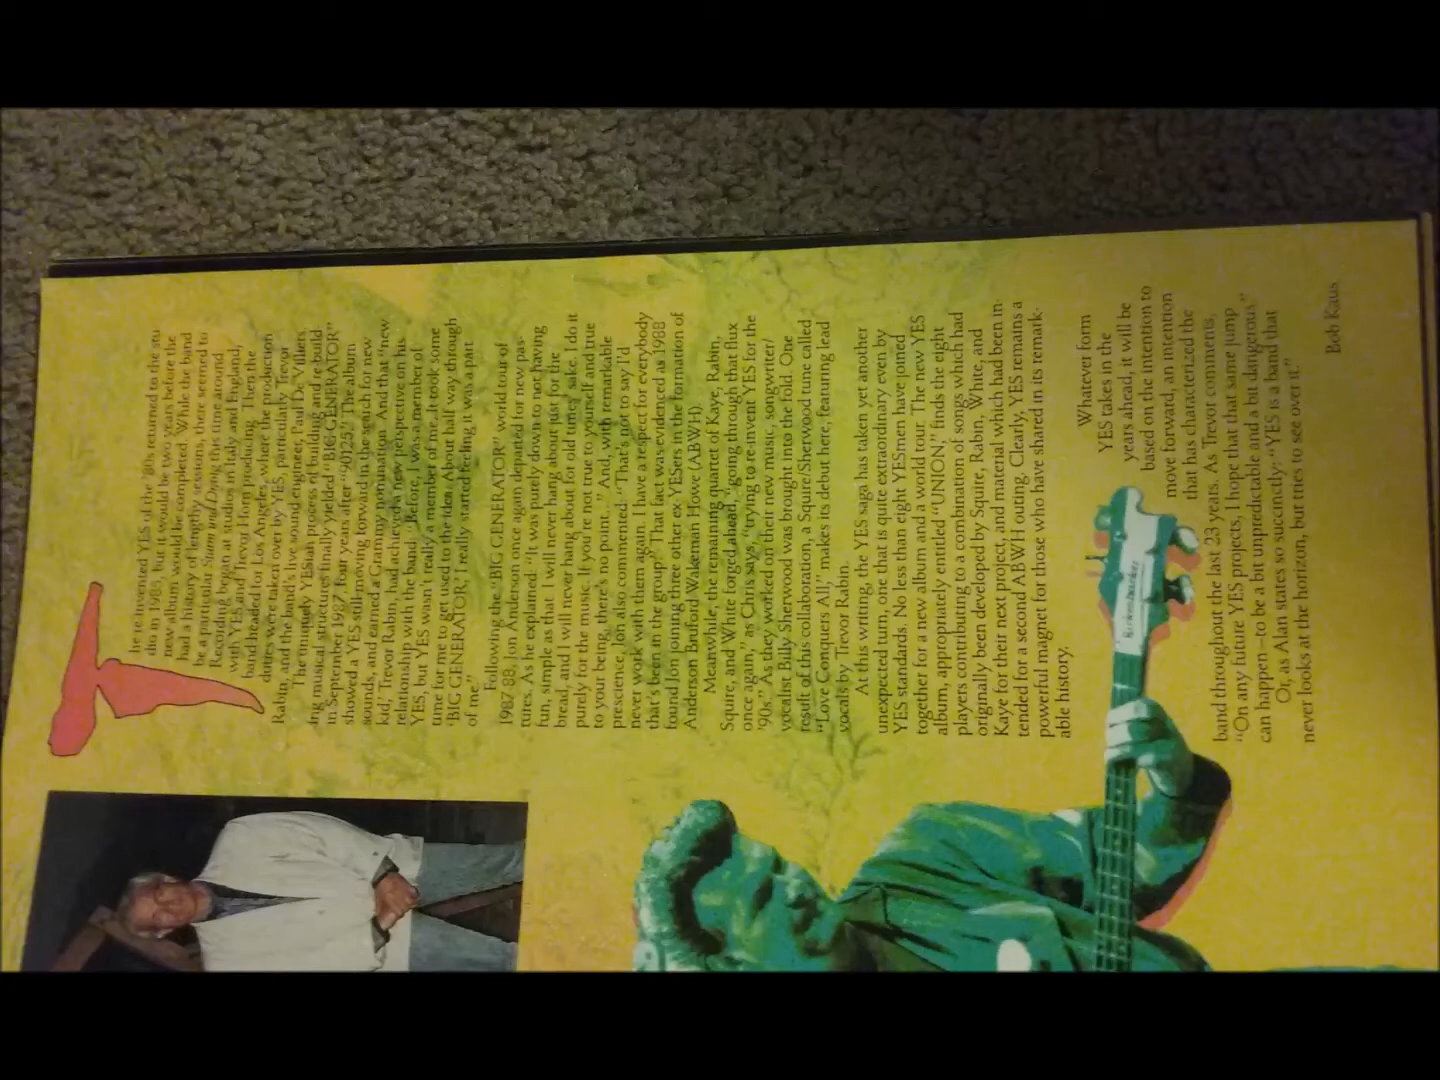 The re-invented YES of the '80s returned to the stu
dio in 1985, but it would be two years before the
new album would be completed. While the band
had a history of lengthy sessions, there seemed to
be a particular Sturm und Drang this time around.
Recording began at studios in Italy and England,
with YES and Trevor Horn producing. Then the
band headed for Los Angeles, where the production
duties were taken over by YES, particularly Trevor
Rabin, and the band's live sound engineer, Paul De Villiers.
The uniquely YESian process of building and re build
ing musical structures finally yielded "BIG GENERATOR"
in September 1987, four years after "90125." The album
showed a YES still moving forward in the search for new
sounds, and earned a Grammy nomination. And that "new
kid," Trevor Rabin, had achieved a new perspective on his
relationship with the band. "Before, I was a member of
YES, but YES wasn't really a member of me. It took some
time for me to get used to the idea. About half way through
'BIG GENERATOR,' I really started feeling it was a part
of me."
Following the "BIG GENERATOR" world tour of
1987-88, Jon Anderson once again departed for new pas-
tures. As he explained: "It was purely down to not having
fun, simple as that. I will never hang about just for the
bread, and I will never hang about for old times' sake. I do it
purely for the music. If you're not true to yourself and true
to your being, there's no point..." And, with remarkable
prescience, Jon also commented: "That's not to say I'd
never work with them again. I have a respect for everybody
that's been in the group." That fact was evidenced as 1988
found Jon joining three other ex-YESers in the formation of
Anderson Bruford Wakeman Howe (ABWH).
Meanwhile, the remaining quartet of Kaye, Rabin,
Squire, and White forged ahead, "going through that flux
once again," as Chris says, "trying to re-invent YES for the
'90s." As they worked on their new music, songwriter/
vocalist Billy Sherwood was brought into the fold. One
result of this collaboration, a Squire/Sherwood tune called
"Love Conquers All," makes its debut here, featuring lead
vocals by Trevor Rabin.
At this writing, the YES saga has taken yet another
unexpected turn, one that is quite extraordinary even by
YES standards. No less than eight YESmen have joined
together for a new album and a world tour. The new YES
album, appropriately entitled "UNION," finds the eight
players contributing to a combination of songs which had
originally been developed by Squire, Rabin, White, and
Kaye for their next project, and material which had been in-
tended for a second ABWH outing. Clearly, YES remains a
powerful magnet for those who have shared in its remark-
able history.
Whatever form
YES takes in the
years ahead, it will be
based on the intention to
move forward, an intention
that has characterized the
band throughout the last 23 years. As Trevor comments,
"On any future YES projects, I hope that that same jump
can happen—to be a bit unpredictable and a bit dangerous."
Or, as Alan states so succinctly: "YES is a band that
never looks at the horizon, but tries to see over it."
Bob Kaus
Rickenbacker